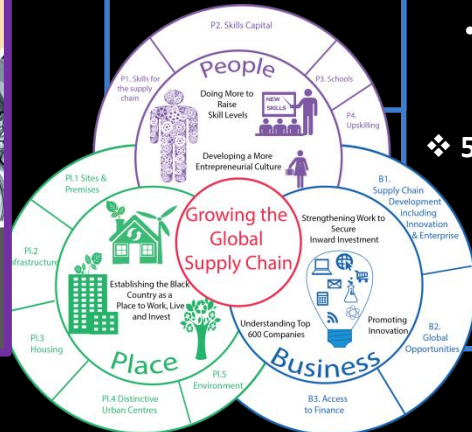 P2. Skills Capital
P1. Skills for
the supply
chain
People
P3. Schools
P4.
Upskilling
Doing More to
Raise
Skill Levels
NEW
SKILLS
Developing a More
Entrepreneurial Culture
❖ 5
Pl.1 Sites &
Premises
Pl.2
Infrastructure
Pl.3
Housing
Pl.4 Distinctive
Urban Centres
Pl.5
Environment
Establishing the Black
Country as a
Place to Work, Live
and Invest
Place
Growing the
Global
Supply Chain
B1.
Supply Chain
Development
including
Innovation
& Enterprise
Strengthening Work to
Secure
Inward Investment
Understanding Top
600 Companies
Promoting
Innovation
B2.
Global
Opportunities
Business
B3. Access
to Finance